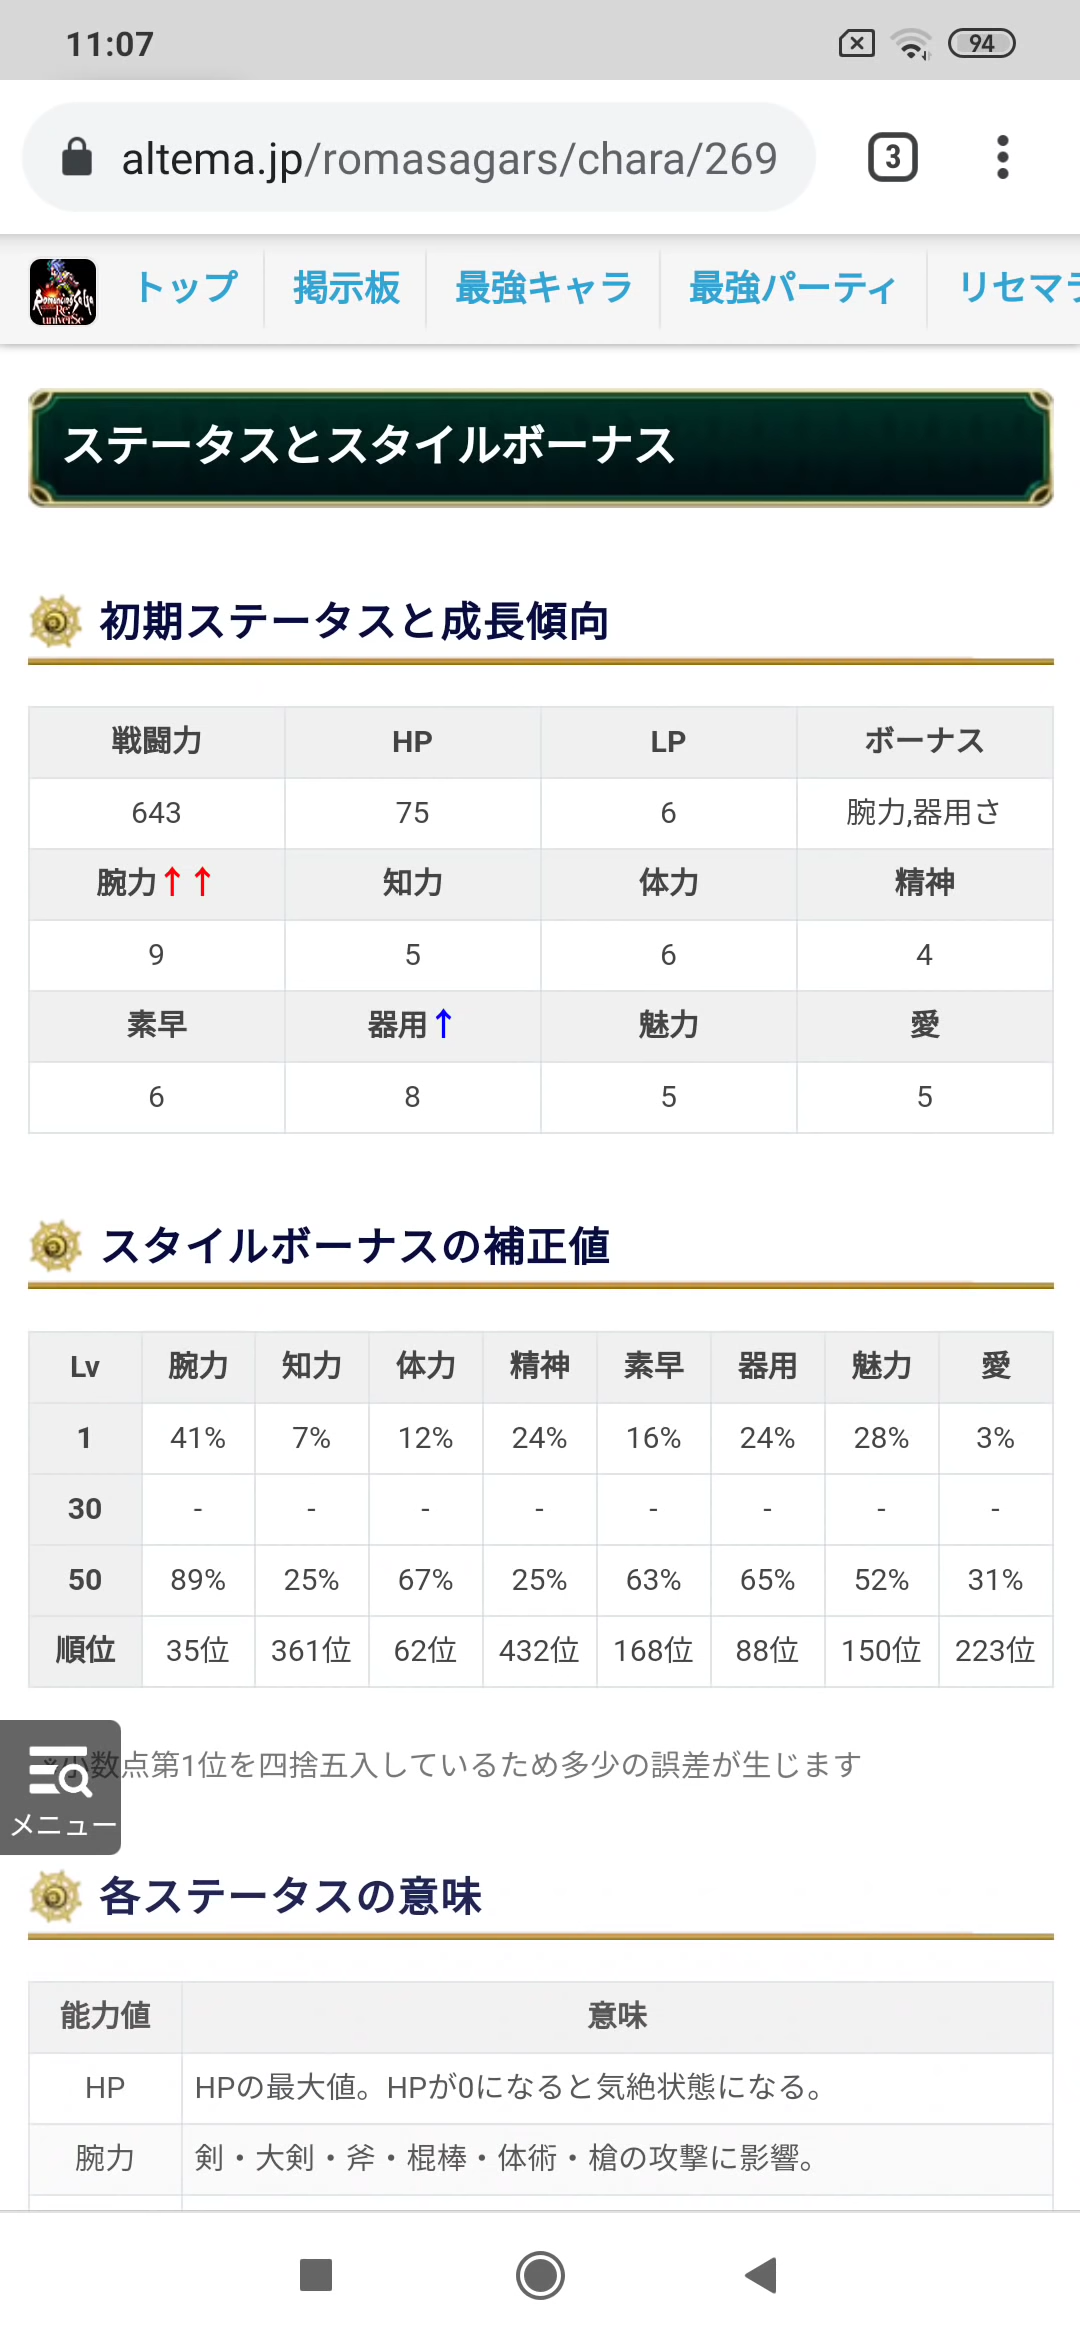 11:07
94
altema.jp/romasagars/chara/269
3
Romancing SaGa Re;univerSe
トップ 掲示板 最強キャラ 最強パーティ リセマラ
ステータスとスタイルボーナス
初期ステータスと成長傾向
戦闘力 HP LP ボーナス
643 75 6 腕力,器用さ
腕力↑↑ 知力 体力 精神
9 5 6 4
素早 器用↑ 魅力 愛
6 8 5 5
スタイルボーナスの補正値
Lv 腕力 知力 体力 精神 素早 器用 魅力 愛
1 41% 7% 12% 24% 16% 24% 28% 3%
30 - - - - - - - -
50 89% 25% 67% 25% 63% 65% 52% 31%
順位 35位 361位 62位 432位 168位 88位 150位 223位
※小数点第1位を四捨五入しているため多少の誤差が生じます
メニュー
各ステータスの意味
能力値 意味
HP HPの最大値。HPが0になると気絶状態になる。
腕力 剣・大剣・斧・棍棒・体術・槍の攻撃に影響。